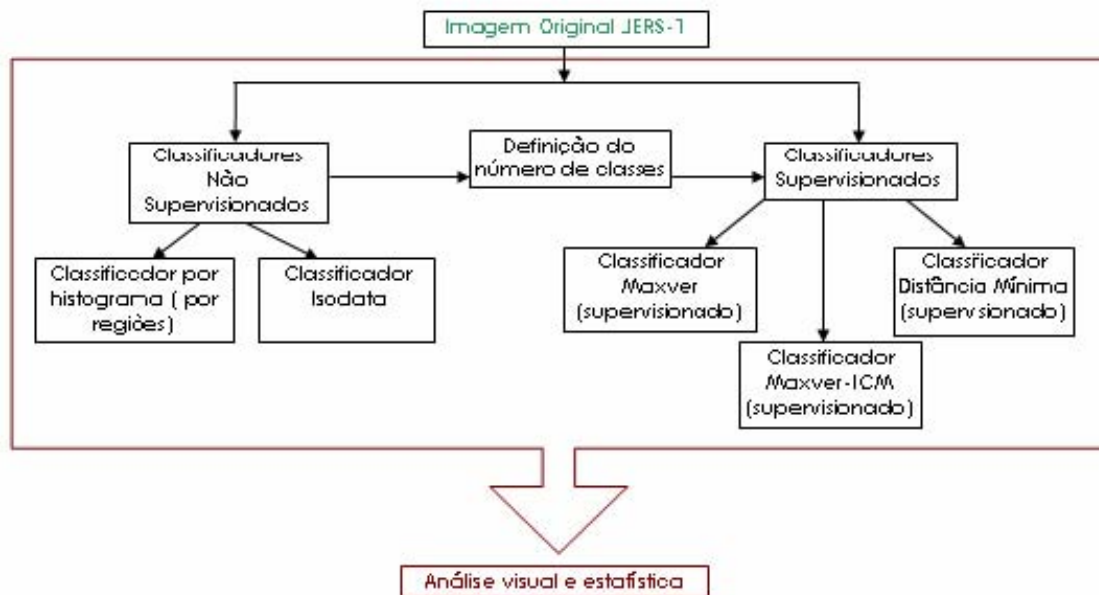 Imagem Original JERS-1
Classificadores
Não
Supervisionados
Definição do
número de classes
Classificadores
Supervisionados
Classificador por
histograma ( por
regiões)
Classificador
Isodata
Classificador
Maxver
(supervisionado)
Classificador
Distância Mínima
(supervisionado)
Classificador
Maxver-ICM
(supervisionado)
Análise visual e estatística